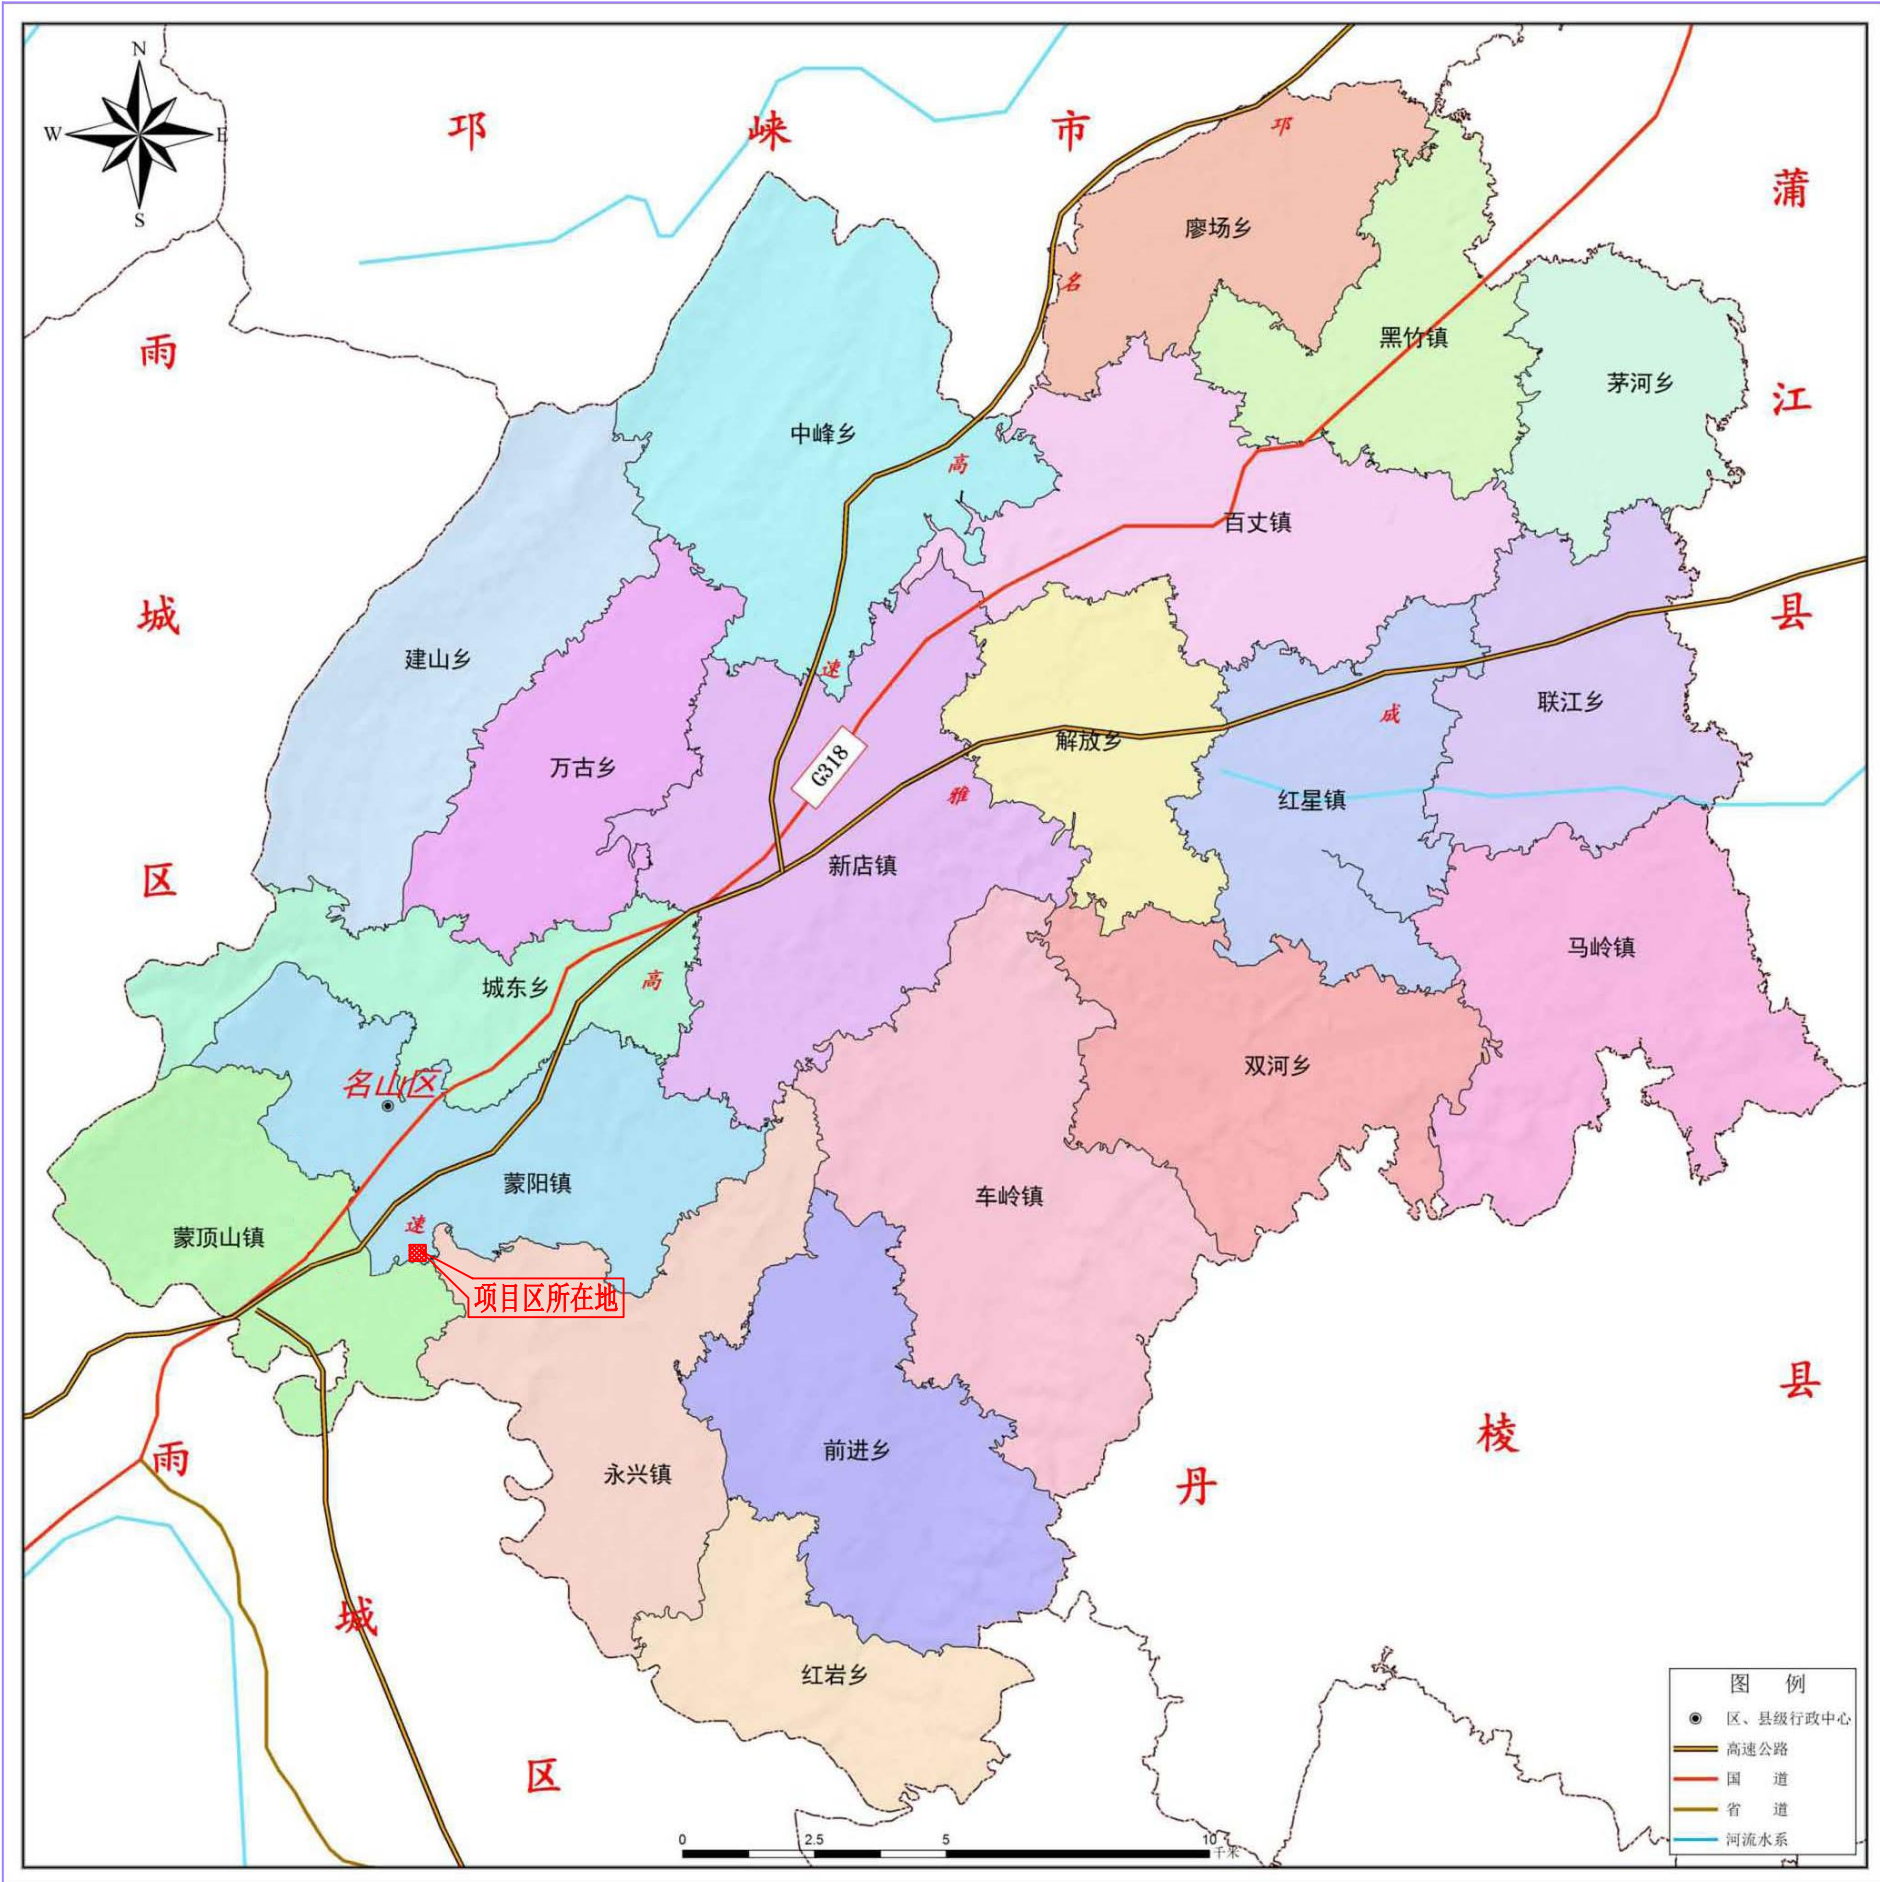 N
W
E
S
邛
崃
市
邛
蒲
廖场乡
名
黑竹镇
雨
茅河乡
江
中峰乡
高
百丈镇
城
县
建山乡
速
联江乡
成
解放乡
G318
万古乡
雅
红星镇
新店镇
区
马岭镇
高
城东乡
双河乡
名山区
蒙阳镇
车岭镇
速
蒙顶山镇
项目区所在地
县
棱
前进乡
雨
永兴镇
丹
城
红岩乡
区
图 例
区、县级行政中心
高速公路
国 道
省 道
河流水系
0 2.5 5 10
千米